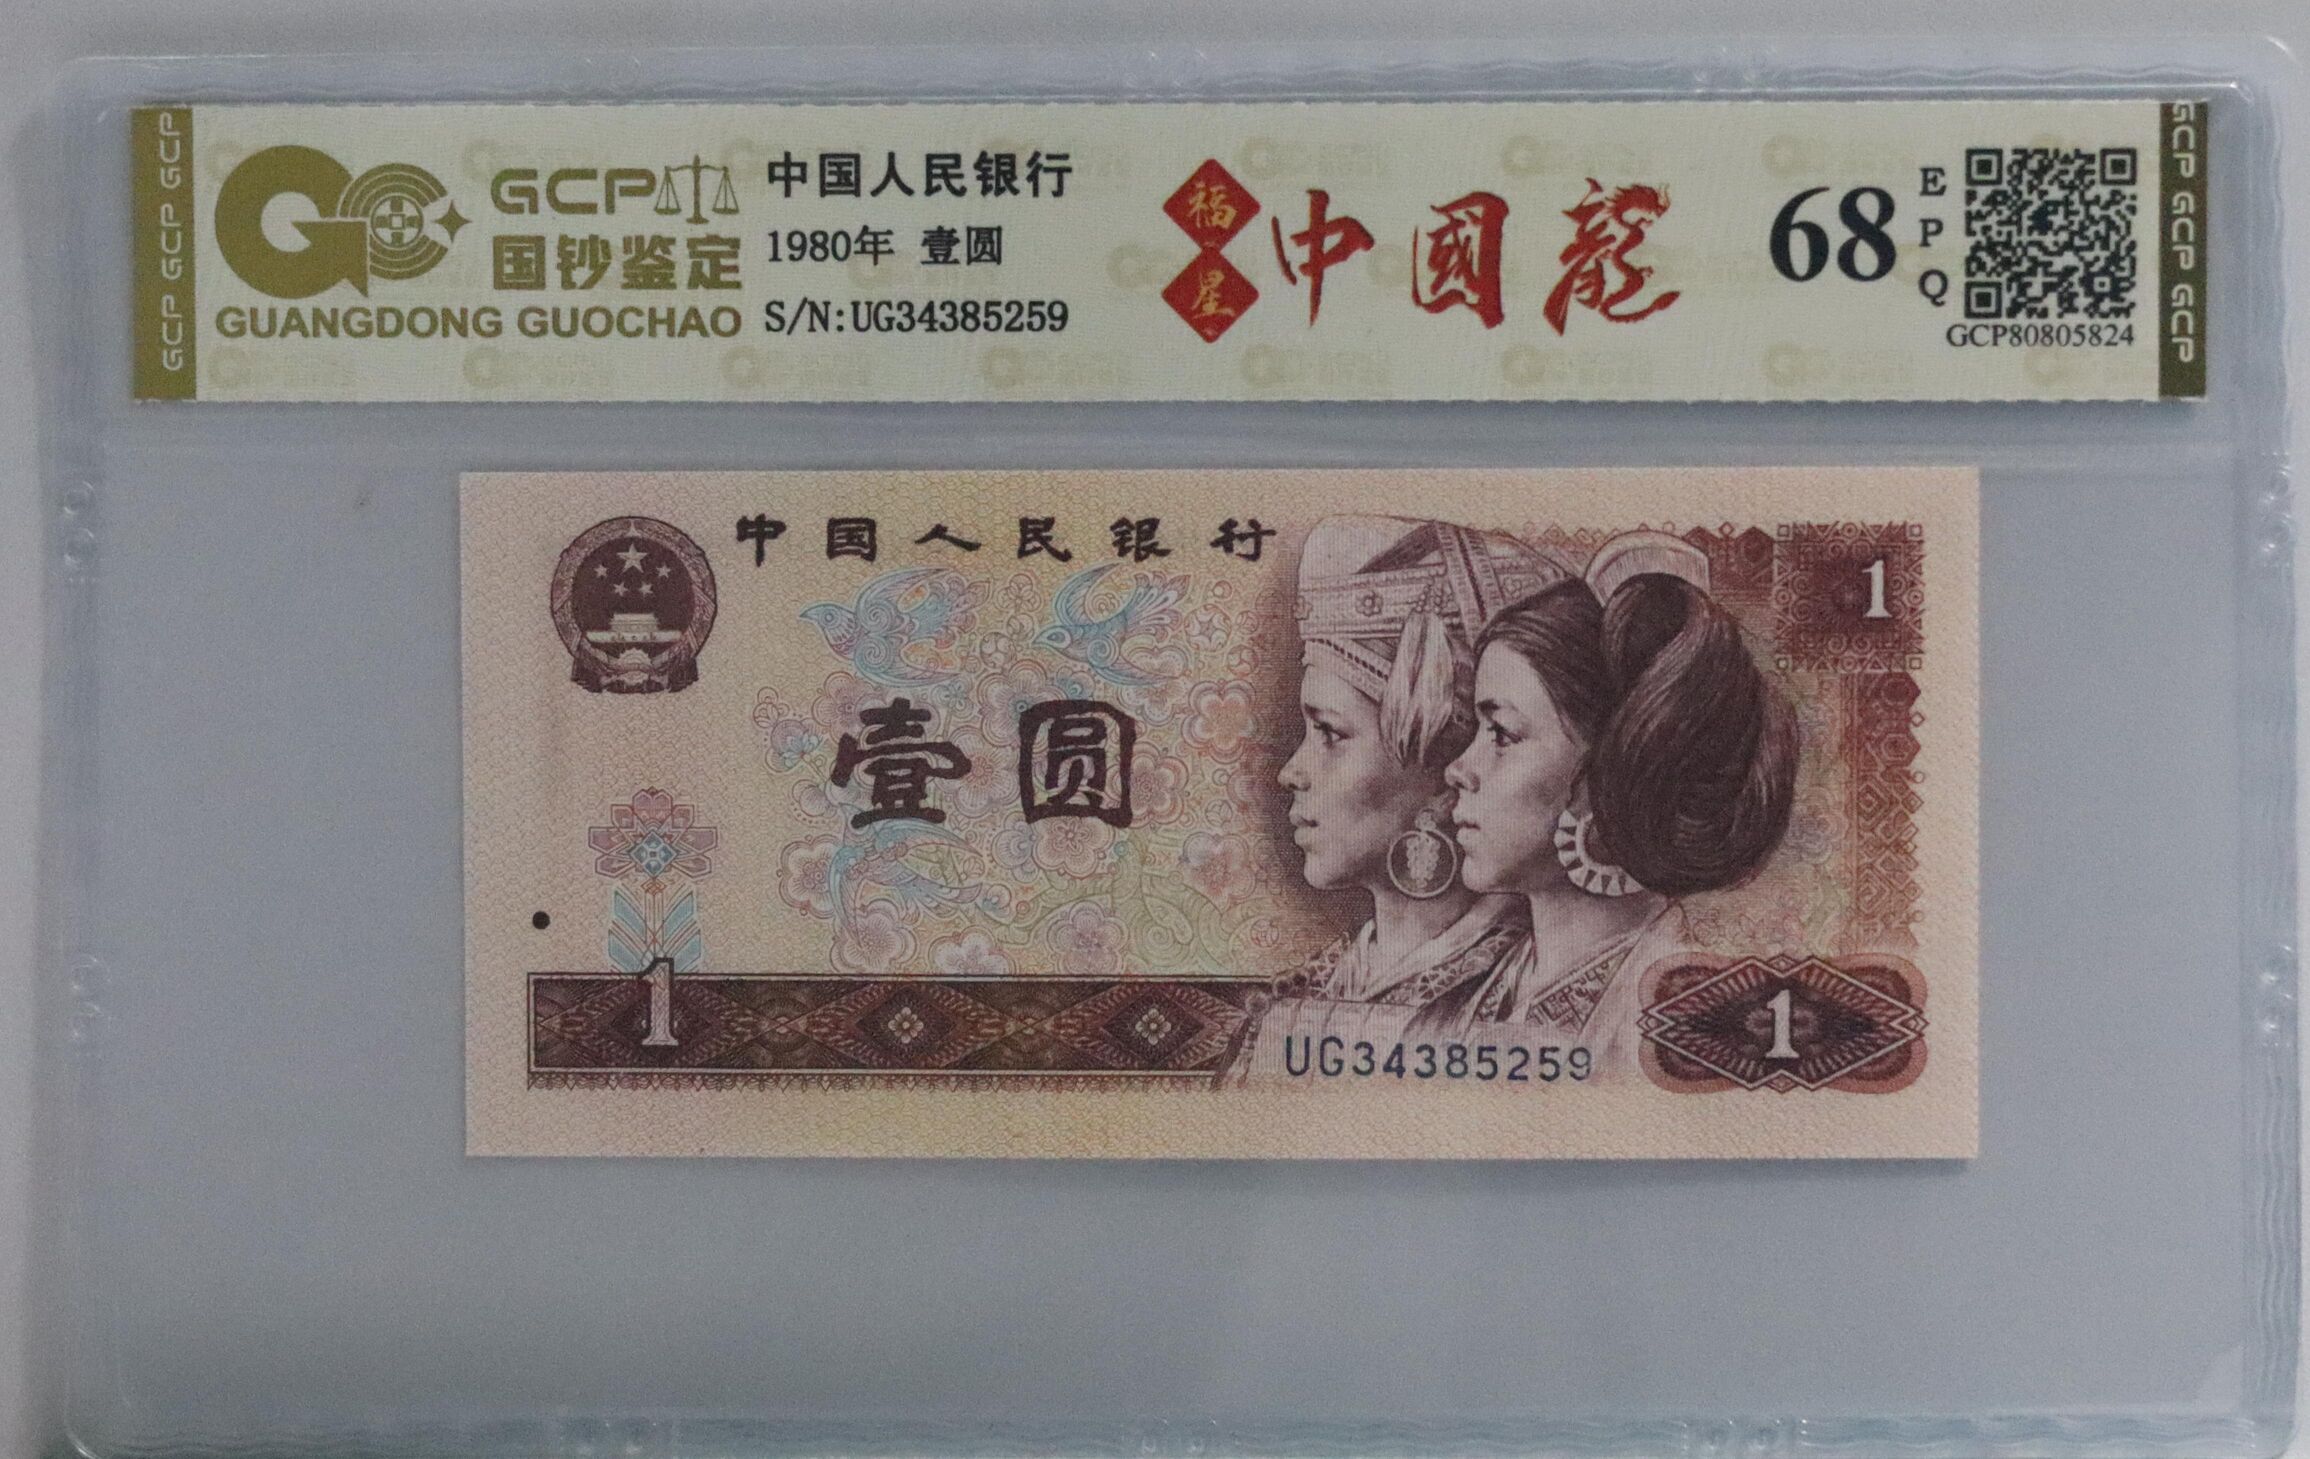 GCP GCP GCP
GCP
国钞鉴定
GUANGDONG GUOCHAO
中国人民银行
1980年 壹圆
S/N:UG34385259
福星
中國龍
68
EPQ
GCP80805824
GCP GCP GCP
中国人民银行
1
壹圆
1
UG34385259
1